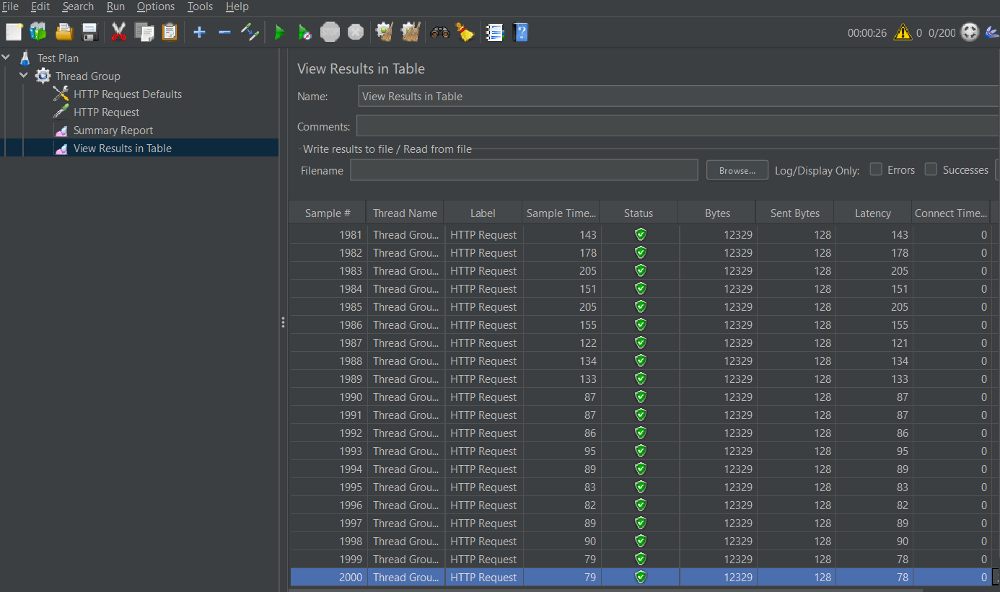 File Edit Search Run Options Tools Help
STOP 00:00:26 0 0/200
Test Plan
Thread Group
HTTP Request Defaults
HTTP Request
Summary Report
View Results in Table
View Results in Table
Name: View Results in Table
Comments:
Write results to file / Read from file
Filename Browse... Log/Display Only: Errors Successes
Sample # Thread Name Label Sample Time... Status Bytes Sent Bytes Latency Connect Time...
1981 Thread Grou... HTTP Request 143 12329 128 143 0
1982 Thread Grou... HTTP Request 178 12329 128 178 0
1983 Thread Grou... HTTP Request 205 12329 128 205 0
1984 Thread Grou... HTTP Request 151 12329 128 151 0
1985 Thread Grou... HTTP Request 205 12329 128 205 0
1986 Thread Grou... HTTP Request 155 12329 128 155 0
1987 Thread Grou... HTTP Request 122 12329 128 121 0
1988 Thread Grou... HTTP Request 134 12329 128 134 0
1989 Thread Grou... HTTP Request 133 12329 128 133 0
1990 Thread Grou... HTTP Request 87 12329 128 87 0
1991 Thread Grou... HTTP Request 87 12329 128 87 0
1992 Thread Grou... HTTP Request 86 12329 128 86 0
1993 Thread Grou... HTTP Request 95 12329 128 95 0
1994 Thread Grou... HTTP Request 89 12329 128 89 0
1995 Thread Grou... HTTP Request 83 12329 128 83 0
1996 Thread Grou... HTTP Request 82 12329 128 82 0
1997 Thread Grou... HTTP Request 89 12329 128 89 0
1998 Thread Grou... HTTP Request 90 12329 128 90 0
1999 Thread Grou... HTTP Request 79 12329 128 78 0
2000 Thread Grou... HTTP Request 79 12329 128 78 0